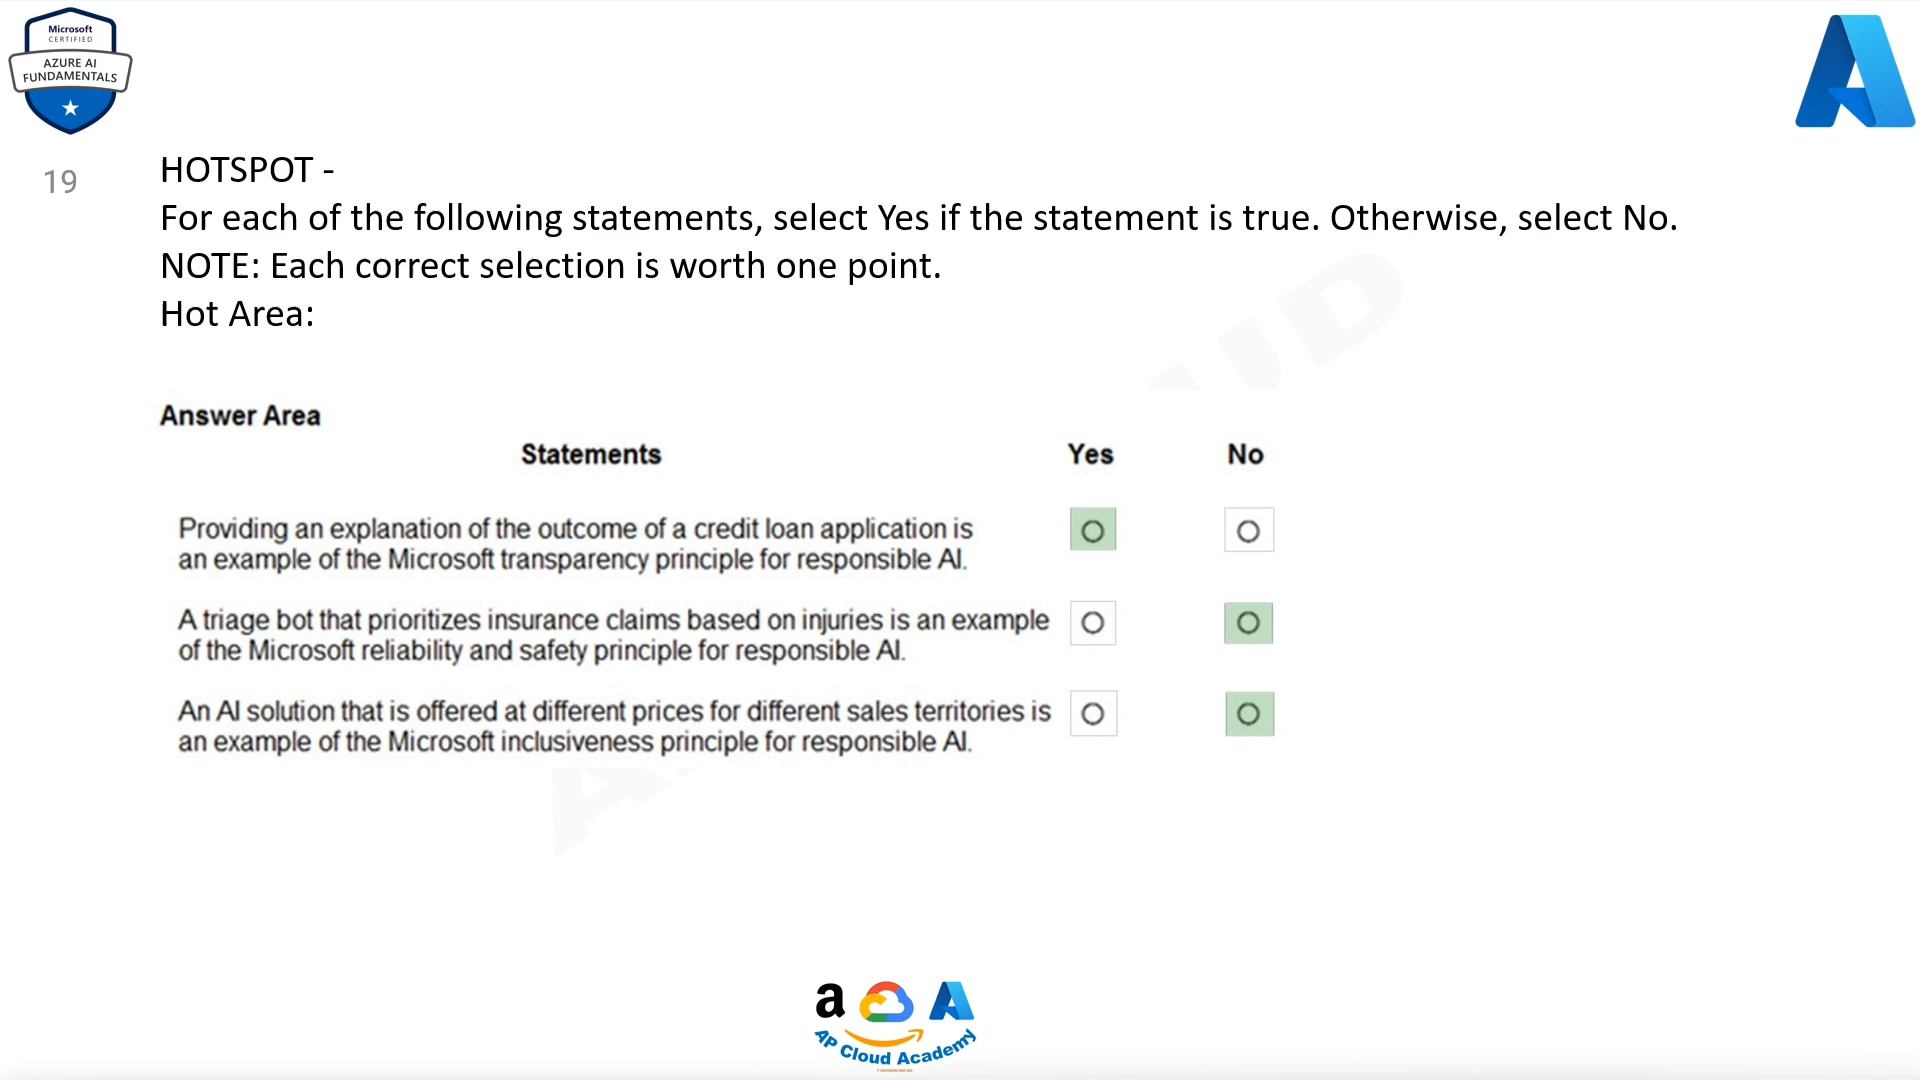 Microsoft
CERTIFIED
AZURE AI
FUNDAMENTALS
19
HOTSPOT -
For each of the following statements, select Yes if the statement is true. Otherwise, select No.
NOTE: Each correct selection is worth one point.
Hot Area:
Answer Area
Statements Yes No
Providing an explanation of the outcome of a credit loan application is
an example of the Microsoft transparency principle for responsible AI.
A triage bot that prioritizes insurance claims based on injuries is an example
of the Microsoft reliability and safety principle for responsible AI.
An AI solution that is offered at different prices for different sales territories is
an example of the Microsoft inclusiveness principle for responsible AI.
a
AP Cloud Academy